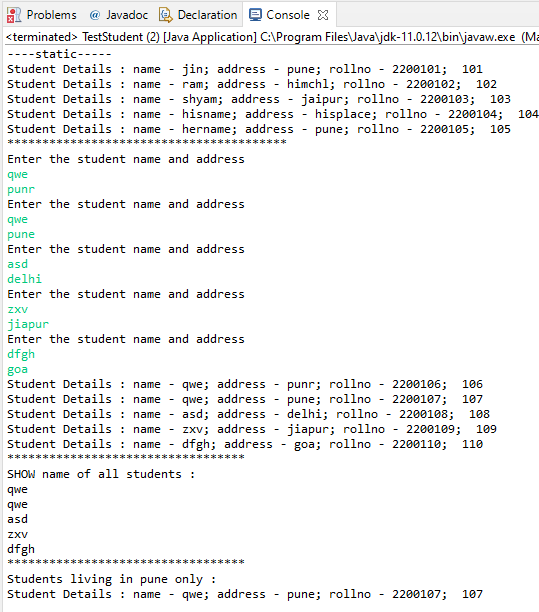 Problems @ Javadoc Declaration Console
<terminated> TestStudent (2) [Java Application] C:\Program Files\Java\jdk-11.0.12\bin\javaw.exe (Ma
----static-----
Student Details : name - jin; address - pune; rollno - 2200101;  101
Student Details : name - ram; address - himchl; rollno - 2200102;  102
Student Details : name - shyam; address - jaipur; rollno - 2200103;  103
Student Details : name - hisname; address - hisplace; rollno - 2200104;  104
Student Details : name - hername; address - pune; rollno - 2200105;  105
****************************************
Enter the student name and address
qwe
punr
Enter the student name and address
qwe
pune
Enter the student name and address
asd
delhi
Enter the student name and address
zxv
jiapur
Enter the student name and address
dfgh
goa
Student Details : name - qwe; address - punr; rollno - 2200106;  106
Student Details : name - qwe; address - pune; rollno - 2200107;  107
Student Details : name - asd; address - delhi; rollno - 2200108;  108
Student Details : name - zxv; address - jiapur; rollno - 2200109;  109
Student Details : name - dfgh; address - goa; rollno - 2200110;  110
**********************************
SHOW name of all students :
qwe
qwe
asd
zxv
dfgh
**********************************
Students living in pune only :
Student Details : name - qwe; address - pune; rollno - 2200107;  107